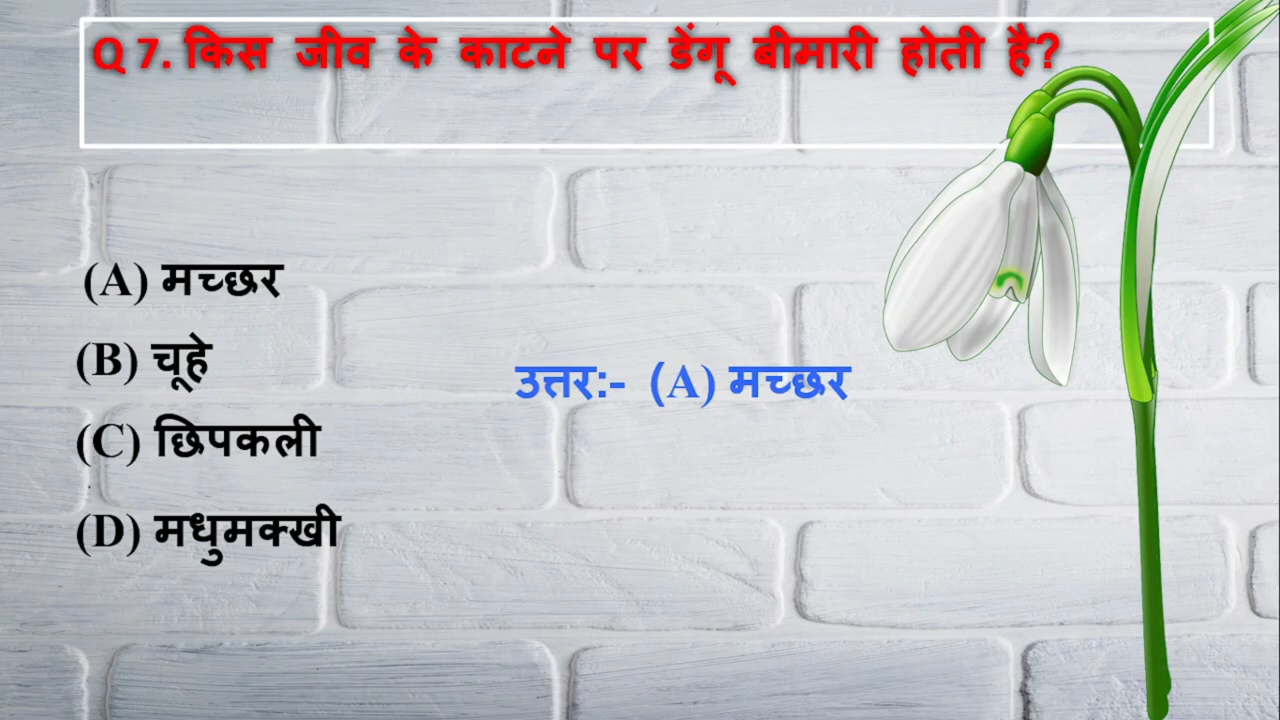 Q 7. किस जीव के काटने पर डेंगू बीमारी होती है?
(A) मच्छर
(B) चूहे
उत्तर:- (A) मच्छर
(C) छिपकली
(D) मधुमक्खी